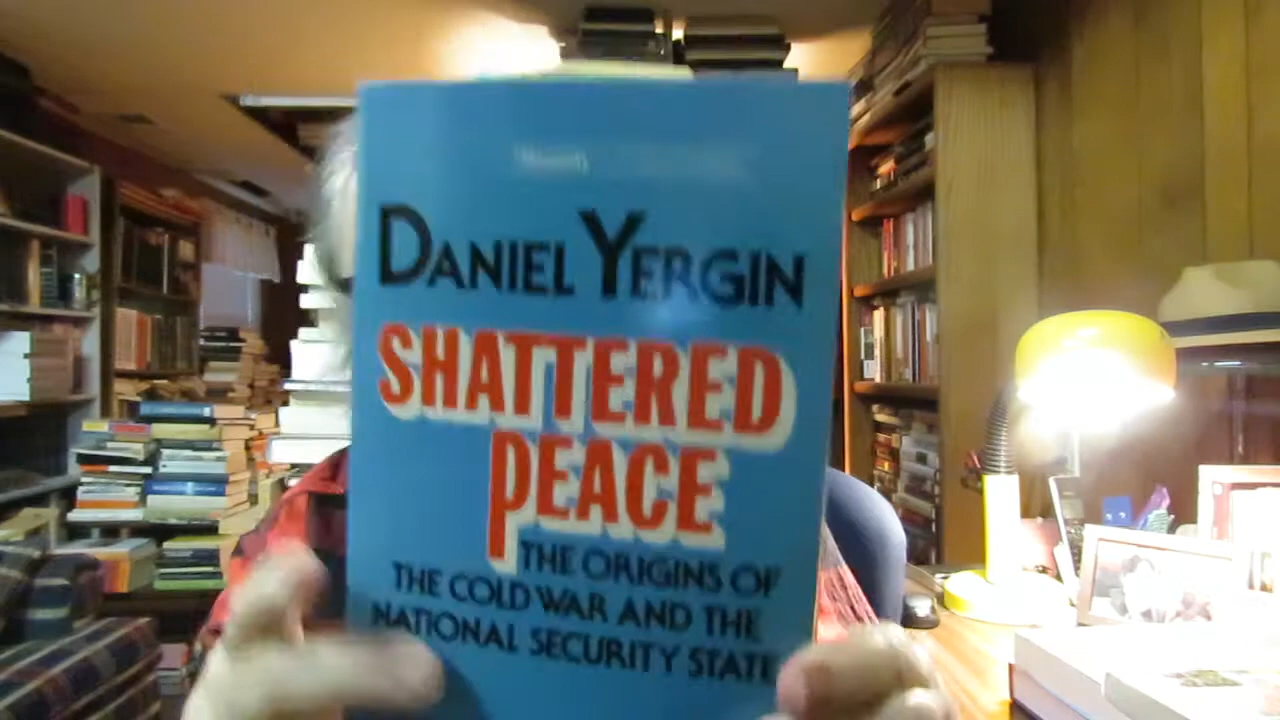 DANIEL YERGIN
SHATTERED
PEACE
THE ORIGINS OF
THE COLD WAR AND THE
NATIONAL SECURITY STATE